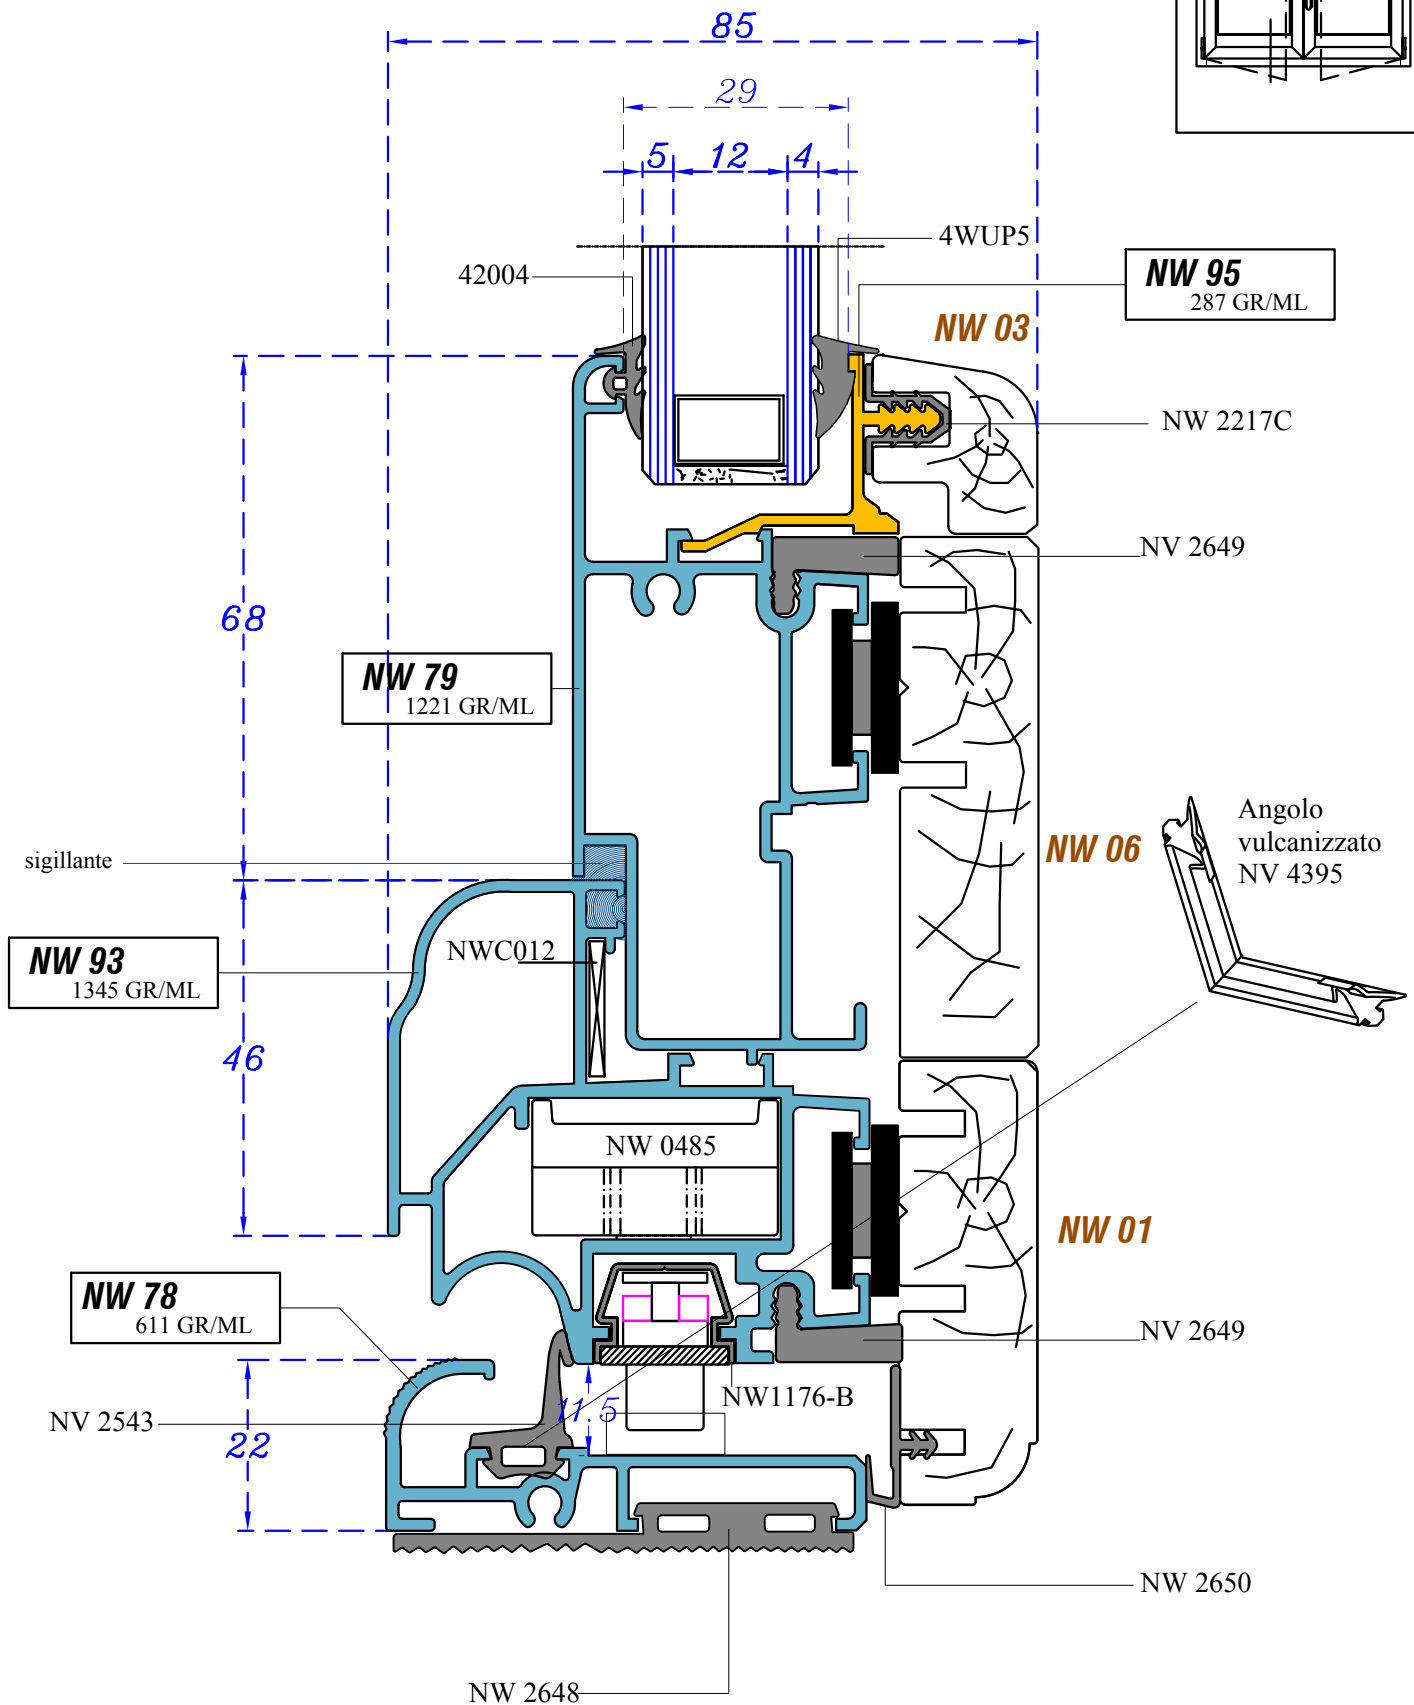 85
29
5 12 4
4WUP5
42004
NW 95
287 GR/ML
NW 03
NW 2217C
NV 2649
68
NW 79
1221 GR/ML
Angolo
vulcanizzato
NV 4395
NW 06
sigillante
NWC012
NW 93
1345 GR/ML
46
NW 0485
NW 01
NW 78
611 GR/ML
NV 2649
NW1176-B
11.5
NV 2543
22
NW 2650
NW 2648